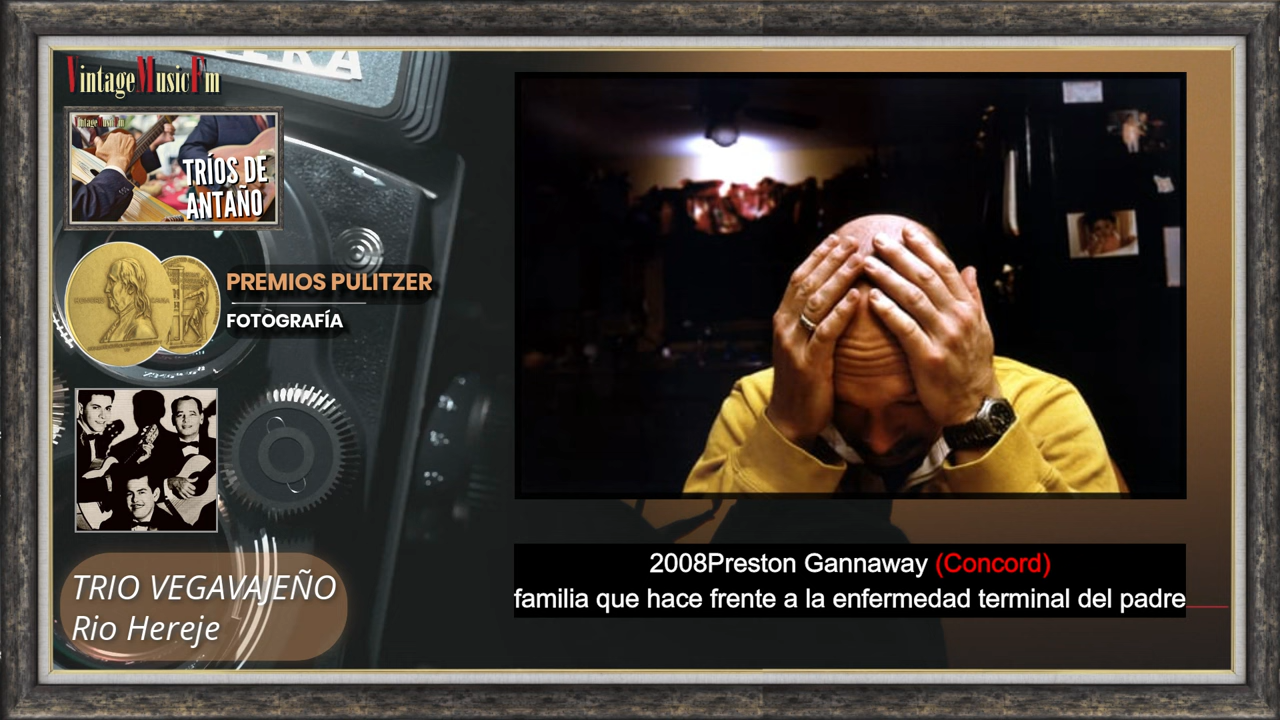 VintageMusicFm
TRÍOS DE
ANTAÑO
PREMIOS PULITZER
FOTOGRAFÍA
TRIO VEGAVAJEÑO
Rio Hereje
2008Preston Gannaway (Concord)
familia que hace frente a la enfermedad terminal del padre